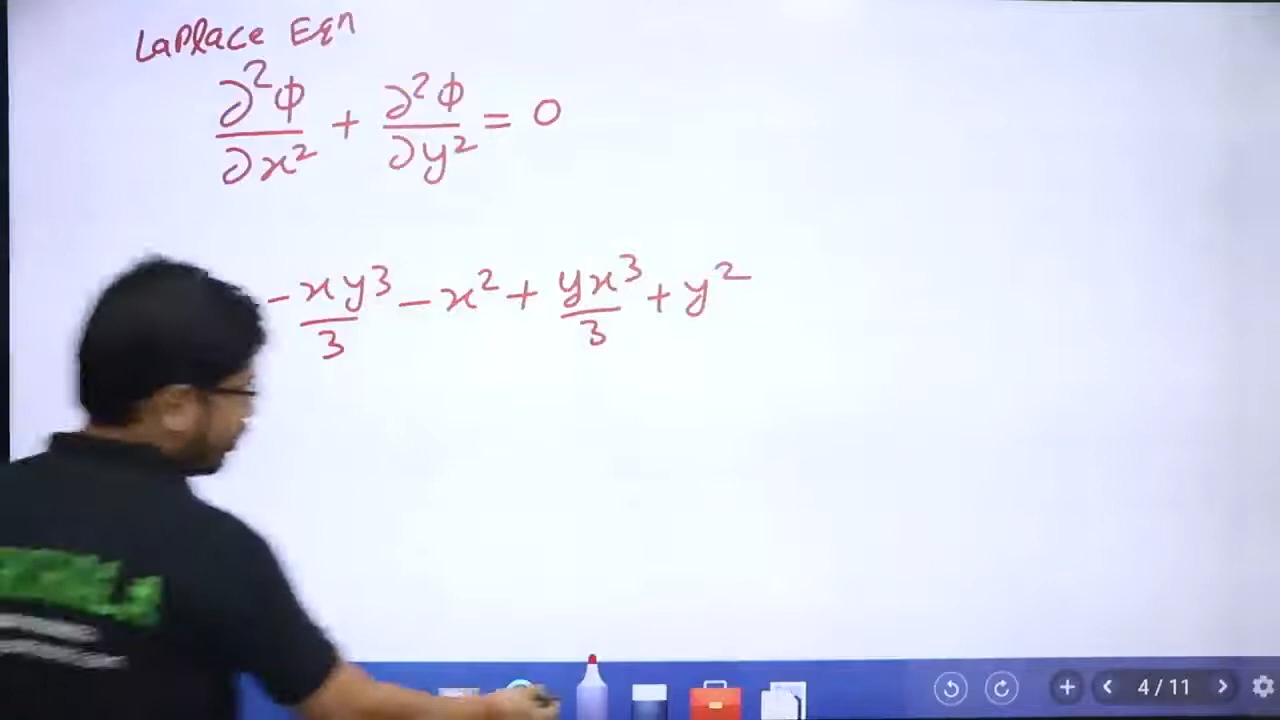 Laplace Eqn
∂²ϕ/∂x² + ∂²ϕ/∂y² = 0
- xy³/3 - x² + yx³/3 + y²
4 / 11